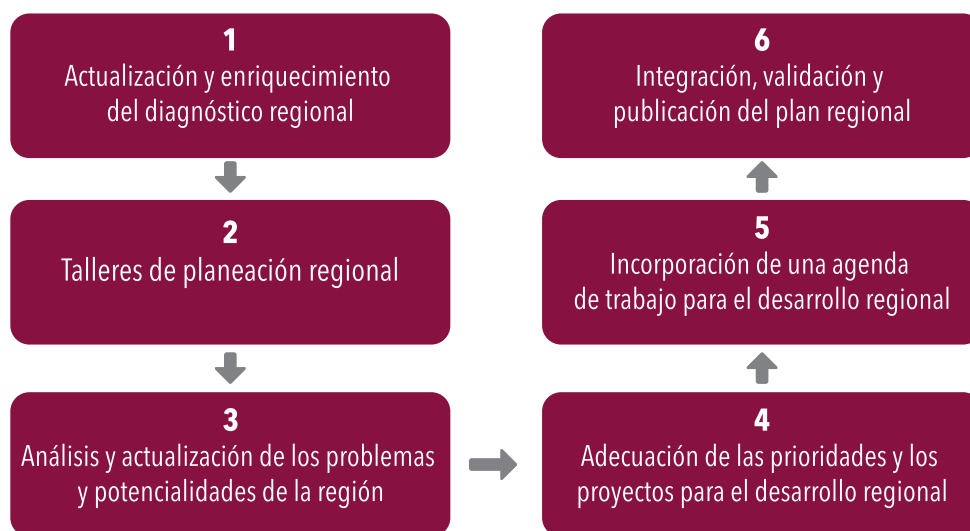 1
Actualización y enriquecimiento
del diagnóstico regional
2
Talleres de planeación regional
3
Análisis y actualización de los problemas
y potencialidades de la región
4
Adecuación de las prioridades y los
proyectos para el desarrollo regional
5
Incorporación de una agenda
de trabajo para el desarrollo regional
6
Integración, validación y
publicación del plan regional